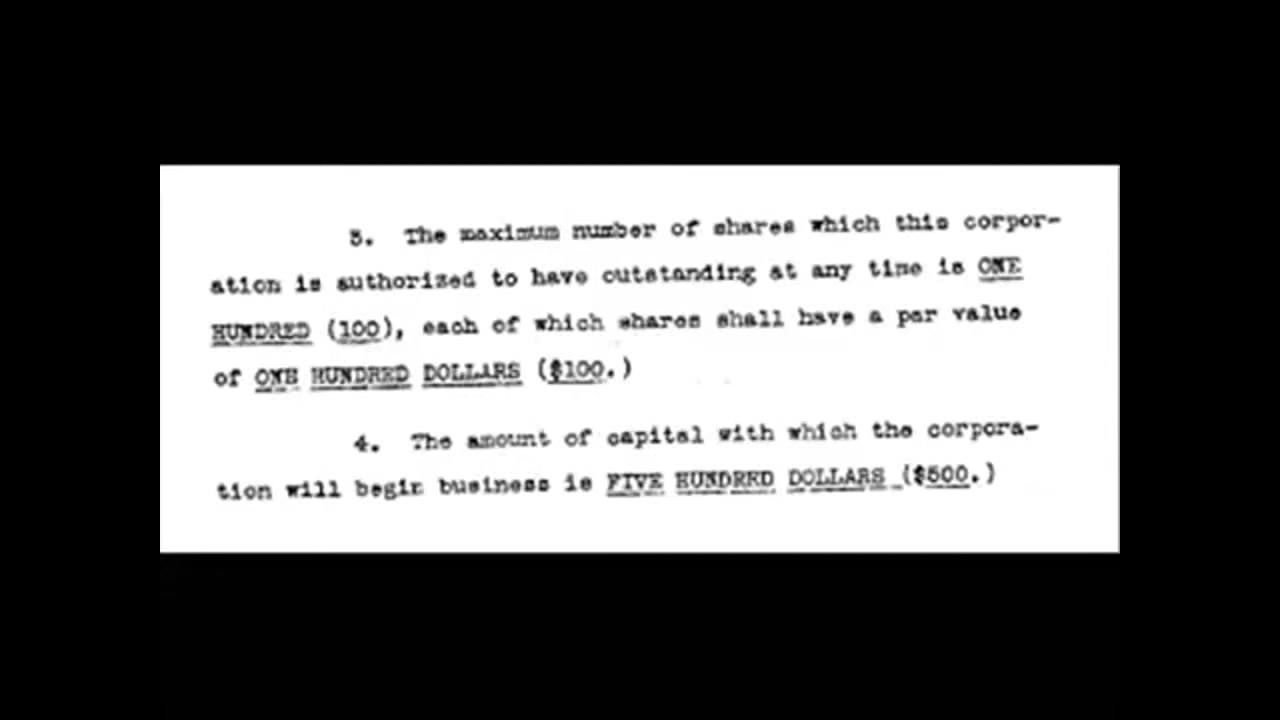 3. The maximum number of shares which this corpor-
ation is authorized to have outstanding at any time is ONE
HUNDRED (100), each of which shares shall have a par value
of ONE HUNDRED DOLLARS ($100.)
4. The amount of capital with which the corpora-
tion will begin business is FIVE HUNDRED DOLLARS ($500.)